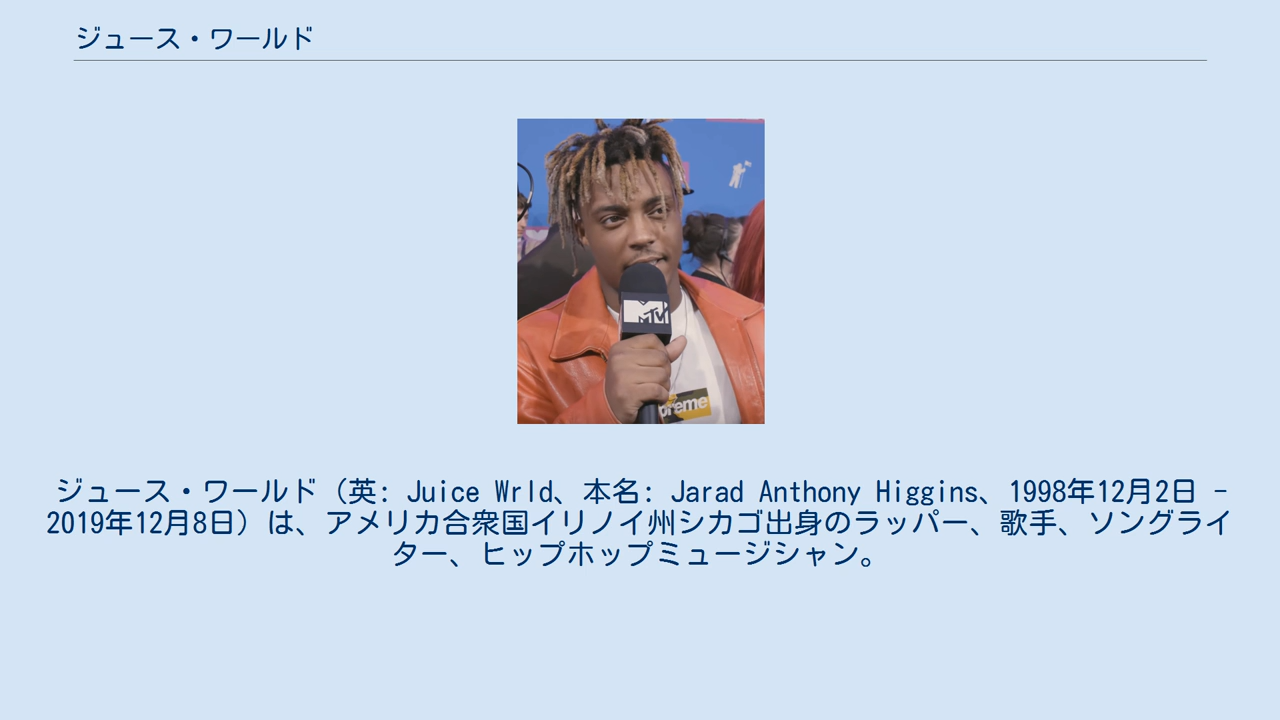 ジュース・ワールド
MTV
preme
ジュース・ワールド（英: Juice Wrld、本名: Jarad Anthony Higgins、1998年12月2日 -
2019年12月8日）は、アメリカ合衆国イリノイ州シカゴ出身のラッパー、歌手、ソングライ
ター、ヒップホップミュージシャン。